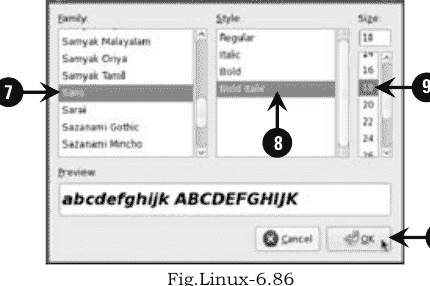 Family:
Style:
Size:
Samyak Malayalam
Samyak Oriya
Samyak Tamil
Sans
Sarai
Sazanami Gothic
Sazanami Mincho
Regular
Italic
Bold
Bold Italic
18
14
16
18
20
22
24
26
7
8
9
Preview:
abcdefghijk ABCDEFGHIJK
Cancel
OK
Fig.Linux-6.86